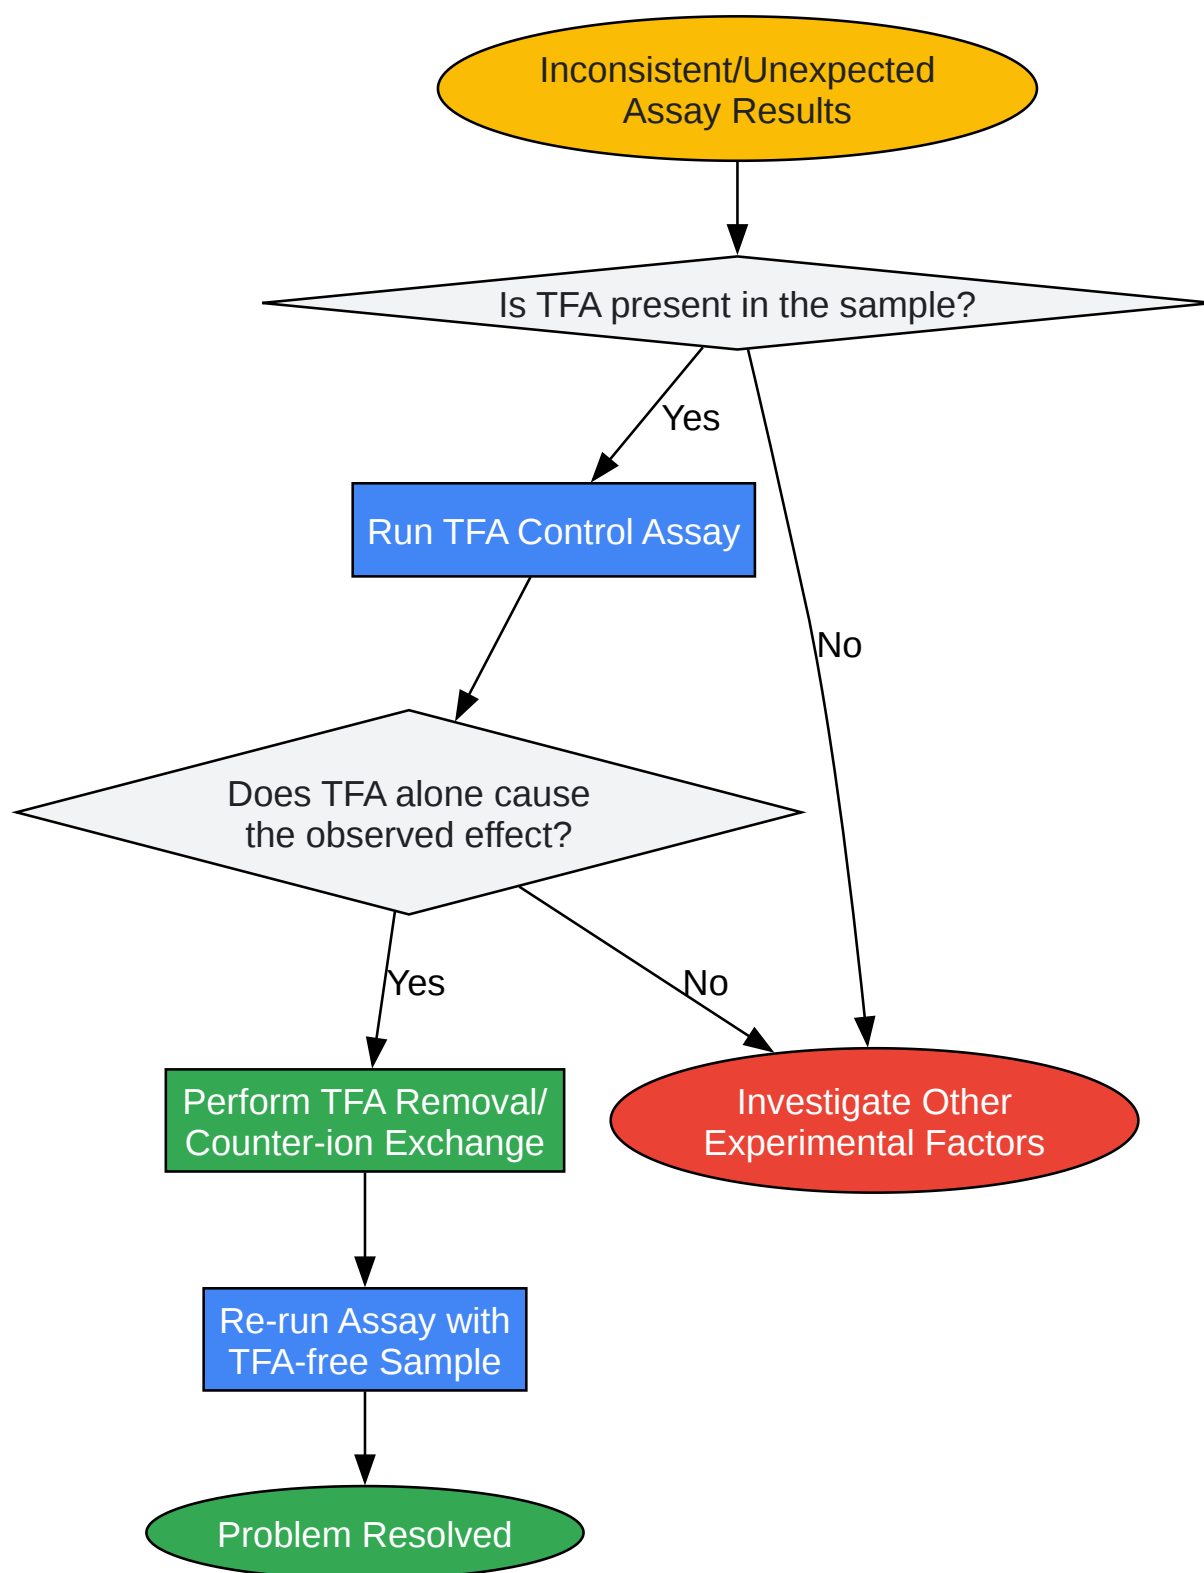 Inconsistent/Unexpected
Assay Results
Is TFA present in the sample?
Yes
Run TFA Control Assay
No
Does TFA alone cause
the observed effect?
Yes
No
Perform TFA Removal/
Counter-ion Exchange
Investigate Other
Experimental Factors
Re-run Assay with
TFA-free Sample
Problem Resolved